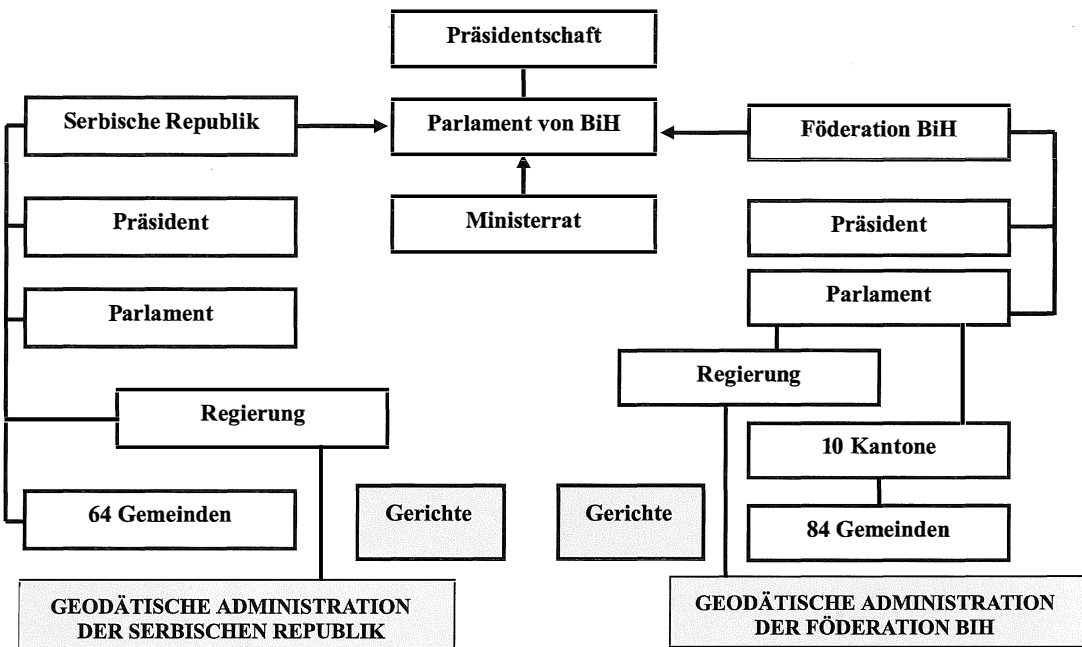 Präsidentschaft
Serbische Republik
Parlament von BiH
Föderation BiH
Präsident
Ministerrat
Präsident
Parlament
Parlament
Regierung
Regierung
10 Kantone
64 Gemeinden
Gerichte
Gerichte
84 Gemeinden
GEODÄTISCHE ADMINISTRATION
DER SERBISCHEN REPUBLIK
GEODÄTISCHE ADMINISTRATION
DER FÖDERATION BIH